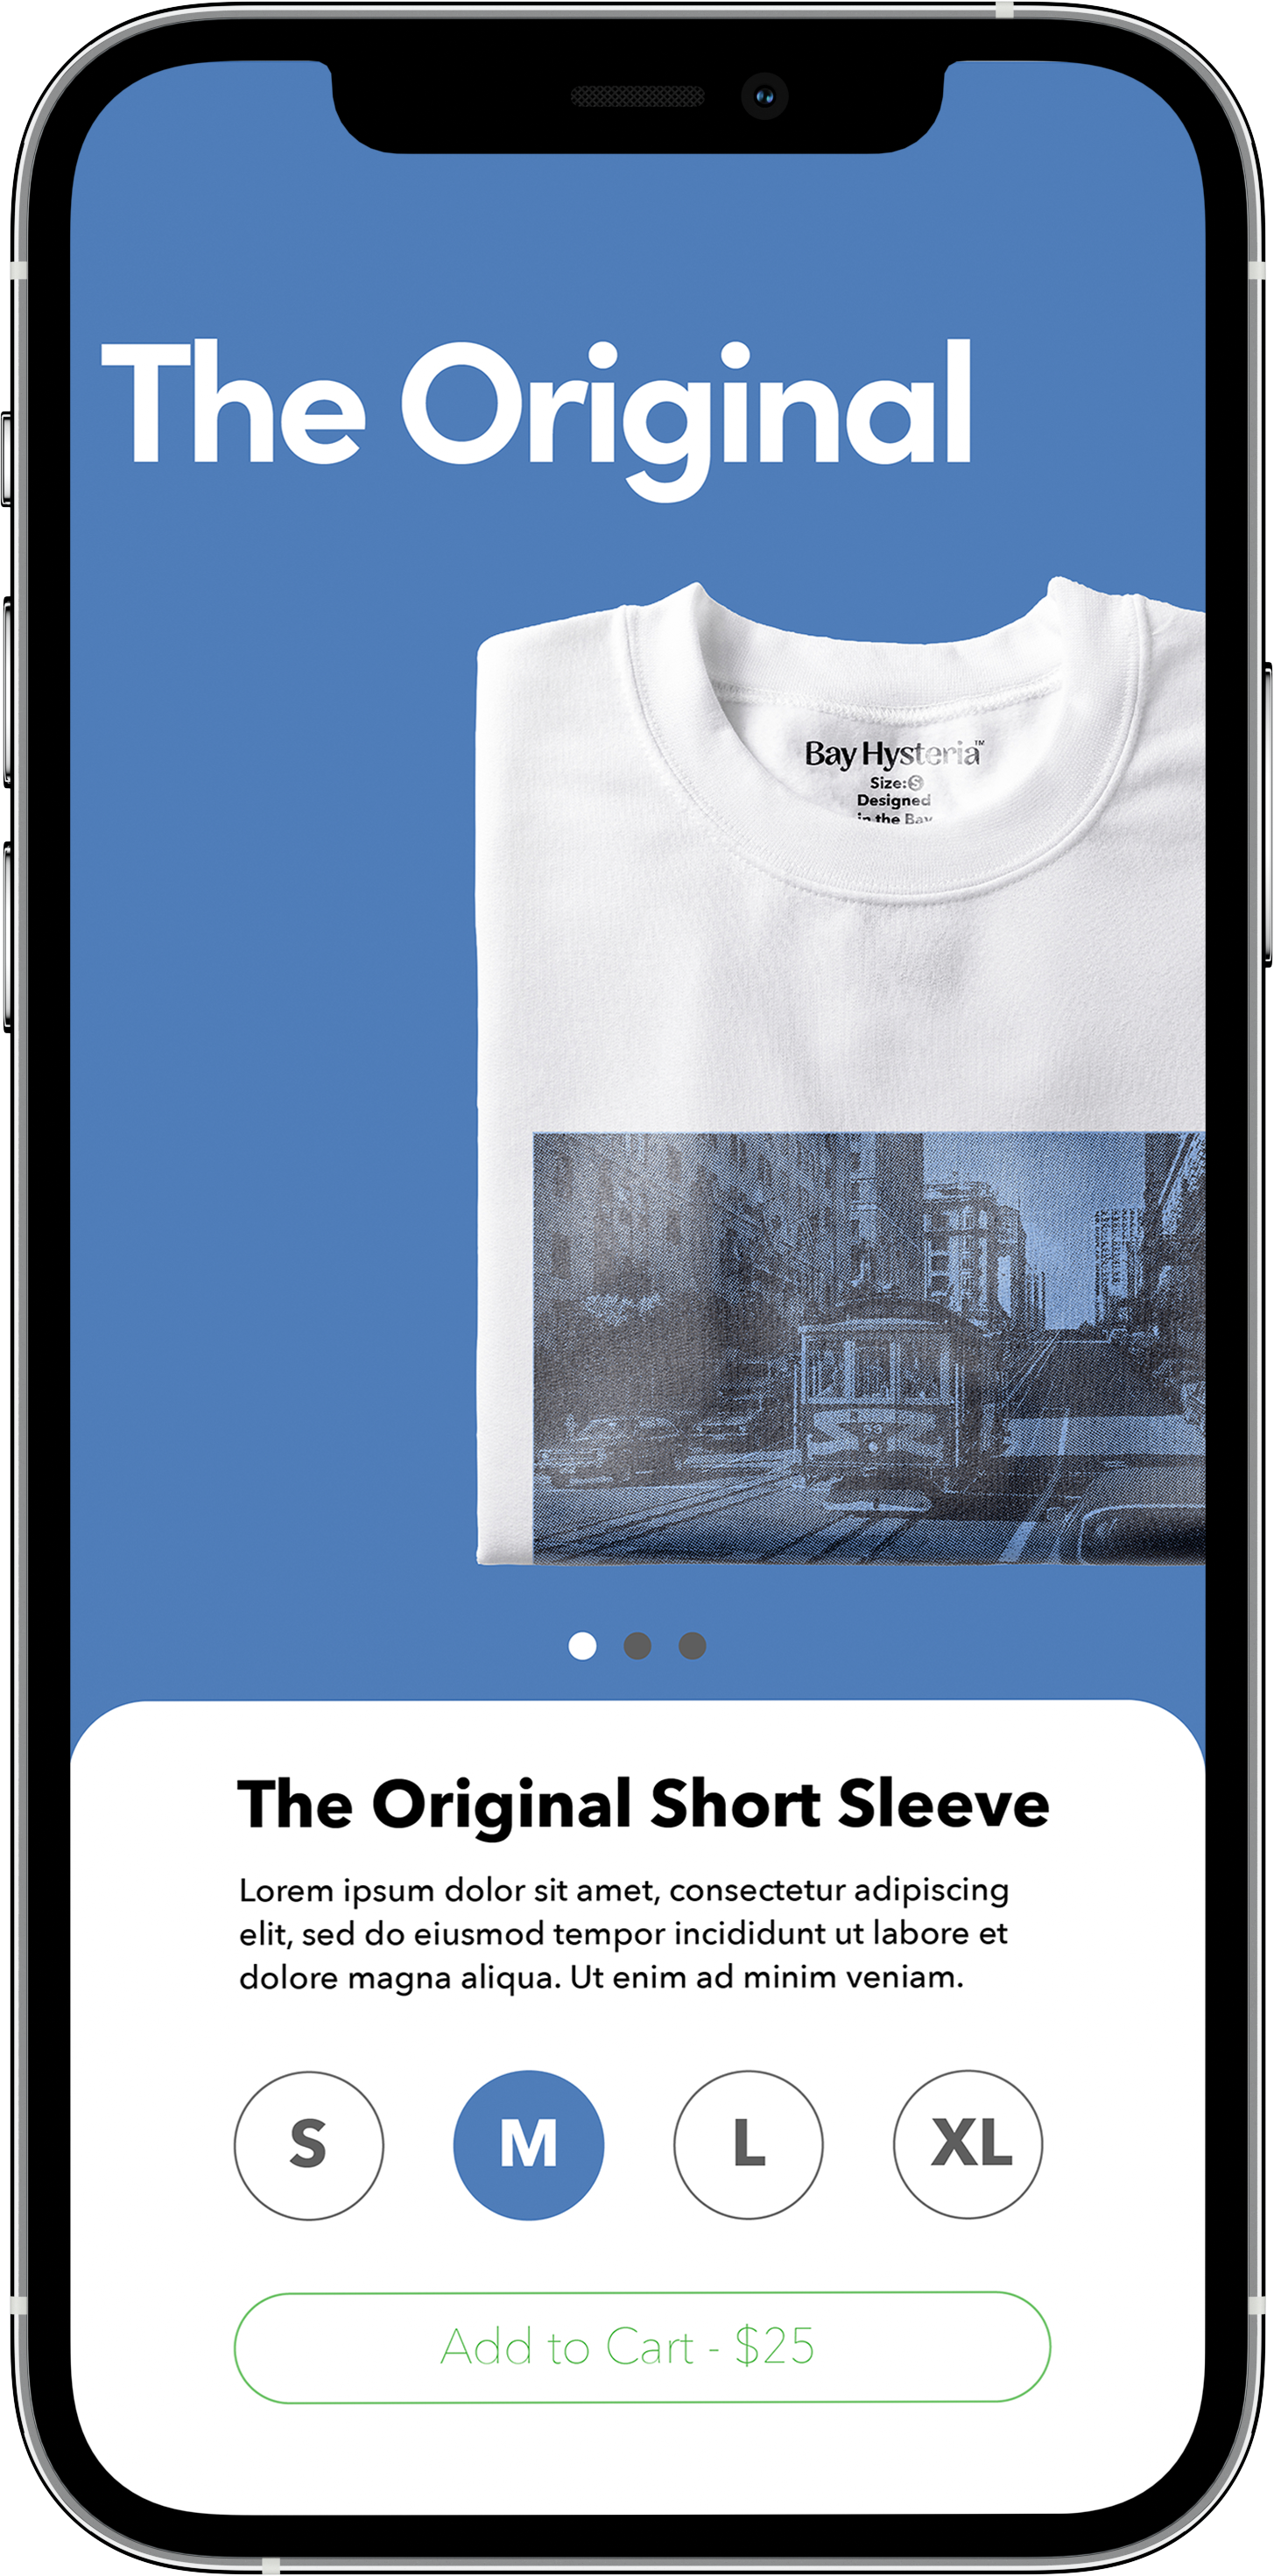 The Original
Bay Hysteria™
Size: S
Designed
in the Bay
53
The Original Short Sleeve
Lorem ipsum dolor sit amet, consectetur adipiscing
elit, sed do eiusmod tempor incididunt ut labore et
dolore magna aliqua. Ut enim ad minim veniam.
S M L XL
Add to Cart - $25